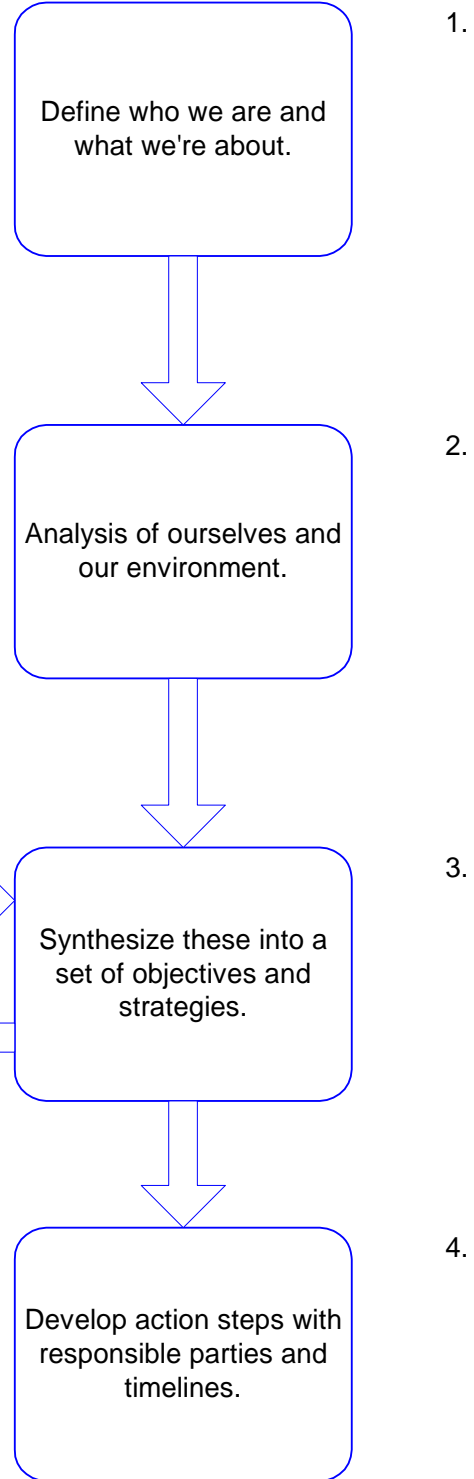 1.
Define who we are and
what we're about.
2.
Analysis of ourselves and
our environment.
3.
Synthesize these into a
set of objectives and
strategies.
4.
Develop action steps with
responsible parties and
timelines.